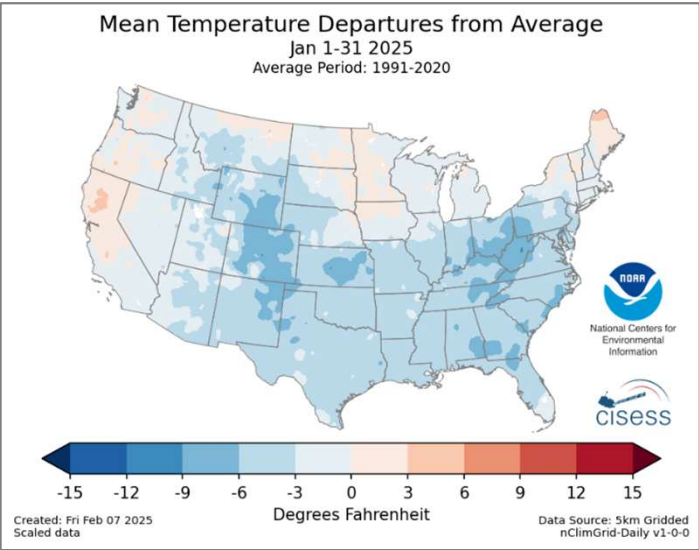 Mean Temperature Departures from Average
Jan 1-31 2025
Average Period: 1991-2020
NOAA
National Centers for
Environmental
Information
CISESS
-15 -12 -9 -6 -3 0 3 6 9 12 15
Degrees Fahrenheit
Created: Fri Feb 07 2025
Scaled data
Data Source: 5km Gridded
nClimGrid-Daily v1-0-0